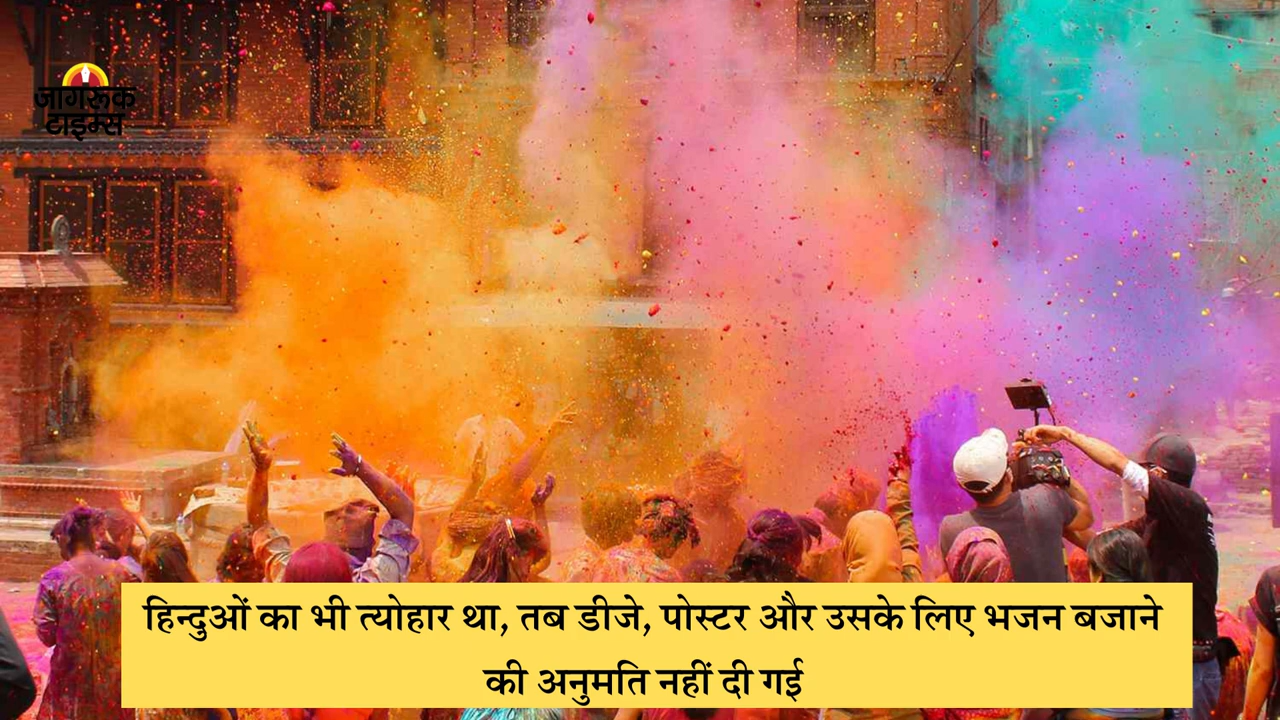 जागरूक
टाइम्स
हिन्दुओं का भी त्योहार था, तब डीजे, पोस्टर और उसके लिए भजन बजाने
की अनुमति नहीं दी गई